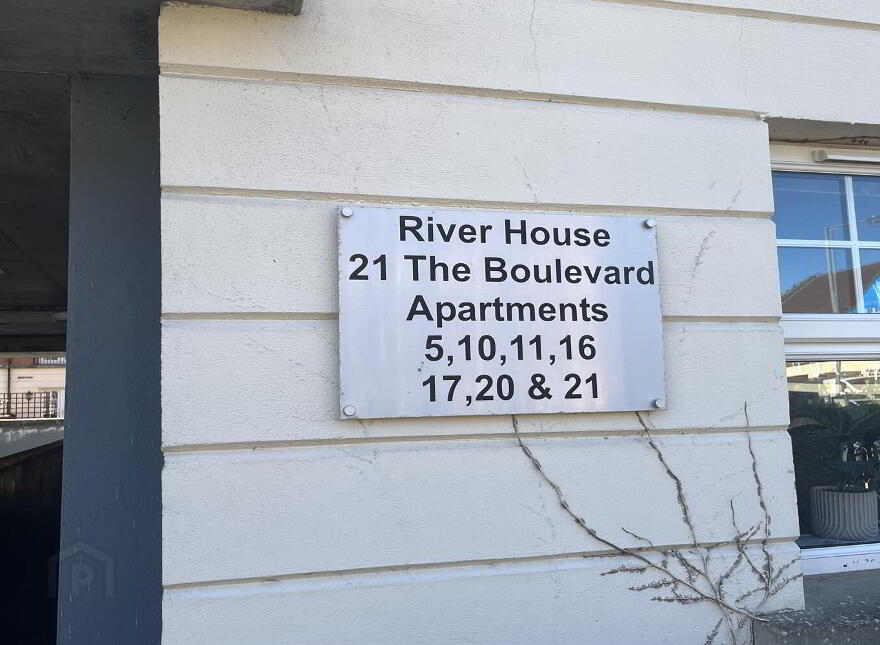 River House
21 The Boulevard
Apartments
5,10,11,16
17,20 & 21
P